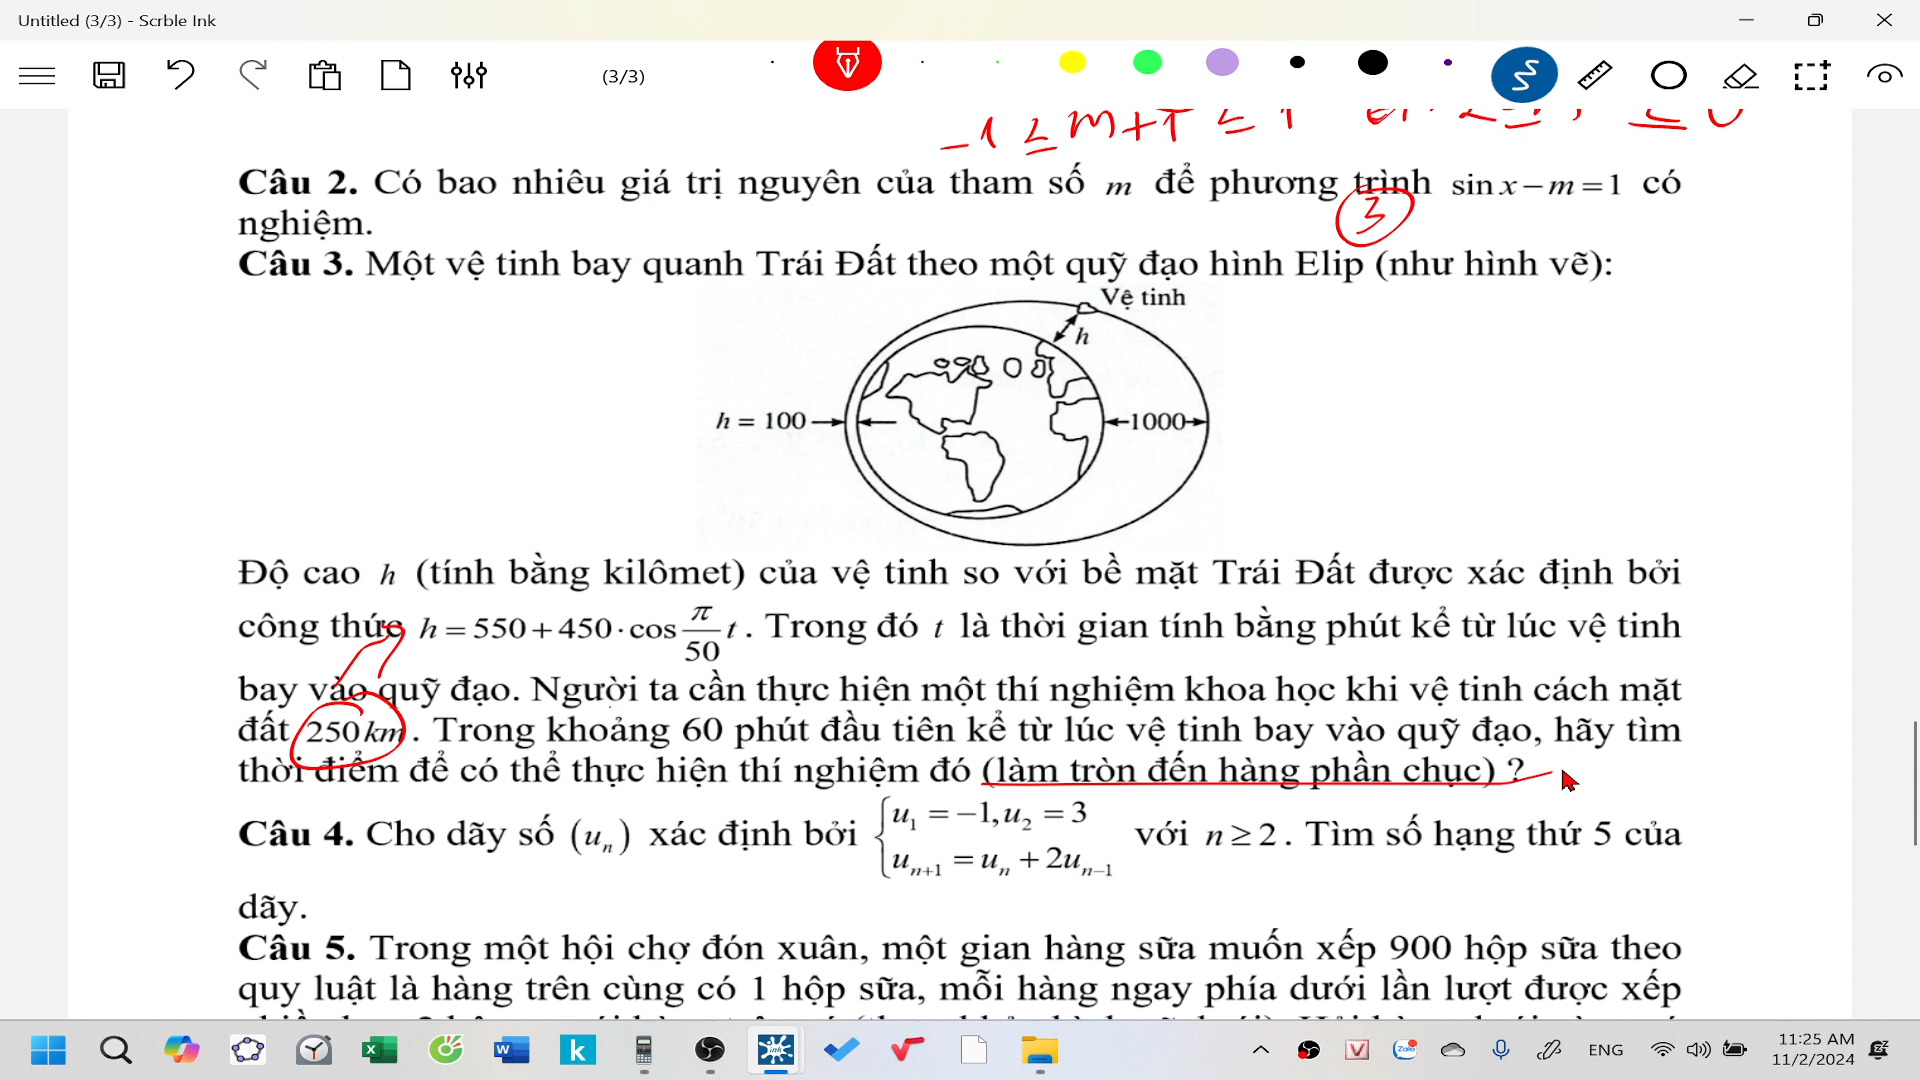 Untitled (3/3) - Scrble Ink
(3/3)
-1 ≤ m+1 ≤ 1
Câu 2. Có bao nhiêu giá trị nguyên của tham số m để phương trình sin x − m = 1 có
3
nghiệm.
Câu 3. Một vệ tinh bay quanh Trái Đất theo một quỹ đạo hình Elip (như hình vẽ):
Vệ tinh
h
h = 100
1000
Độ cao h (tính bằng kilômet) của vệ tinh so với bề mặt Trái Đất được xác định bởi
công thức h = 550 + 450 · cos π/50 t . Trong đó t là thời gian tính bằng phút kể từ lúc vệ tinh
bay vào quỹ đạo. Người ta cần thực hiện một thí nghiệm khoa học khi vệ tinh cách mặt
đất 250 km . Trong khoảng 60 phút đầu tiên kể từ lúc vệ tinh bay vào quỹ đạo, hãy tìm
thời điểm để có thể thực hiện thí nghiệm đó (làm tròn đến hàng phần chục) ?
Câu 4. Cho dãy số (uₙ) xác định bởi { u₁ = −1, u₂ = 3 với n ≥ 2 . Tìm số hạng thứ 5 của
uₙ₊₁ = uₙ + 2uₙ₋₁
dãy.
Câu 5. Trong một hội chợ đón xuân, một gian hàng sữa muốn xếp 900 hộp sữa theo
quy luật là hàng trên cùng có 1 hộp sữa, mỗi hàng ngay phía dưới lần lượt được xếp
ENG
11:25 AM
11/2/2024